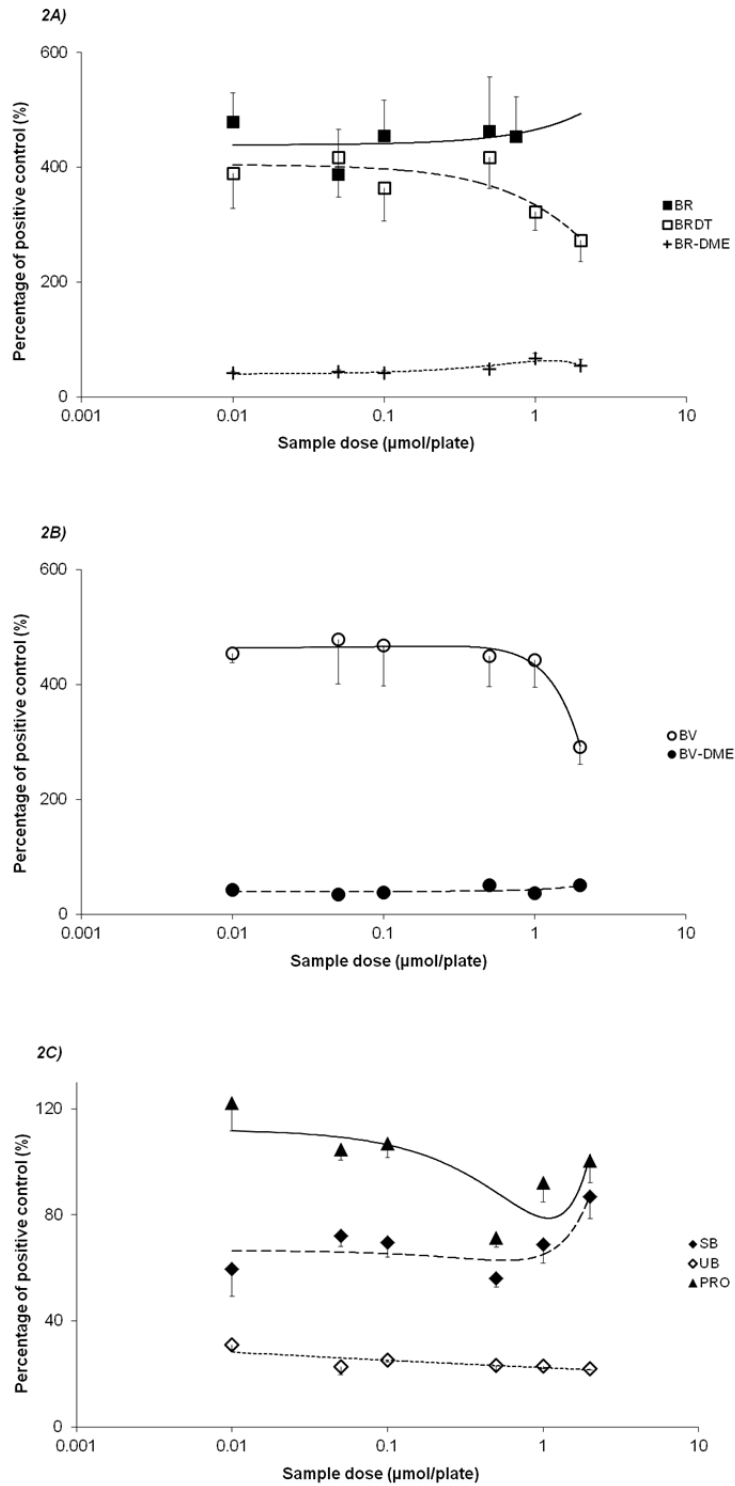 2A)
600
400
200
0
0.001
0.01
0.1
1
10
Percentage of positive control (%)
Sample dose (µmol/plate)
BR
BRDT
BR-DME
2B)
600
400
200
0
0.001
0.01
0.1
1
10
Percentage of positive control (%)
Sample dose (µmol/plate)
BV
BV-DME
2C)
120
80
40
0
0.001
0.01
0.1
1
10
Percentage of positive control (%)
Sample dose (µmol/plate)
SB
UB
PRO